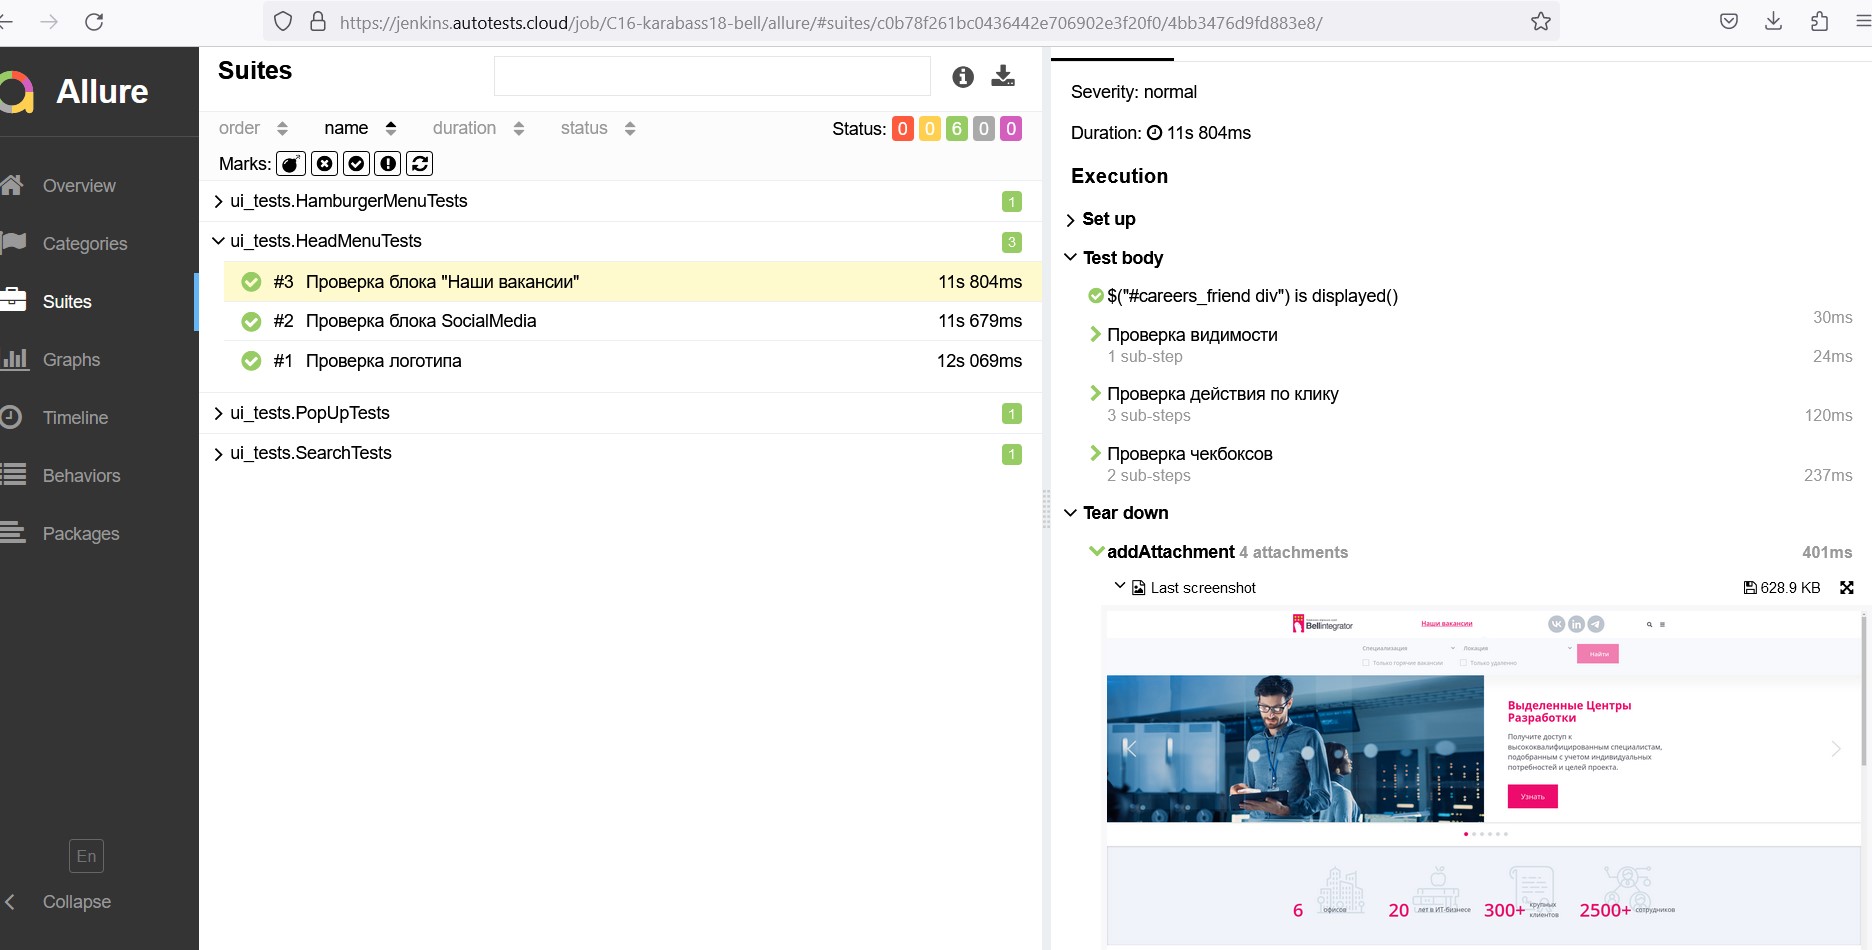 https://jenkins.autotests.cloud/job/C16-karabass18-bell/allure/#suites/c0b78f261bc0436442e706902e3f20f0/4bb3476d9fd883e8/
Allure
Overview
Categories
Suites
Graphs
Timeline
Behaviors
Packages
En
Collapse
Suites
order name duration status Status: 0 0 6 0 0
Marks:
ui_tests.HamburgerMenuTests 1
ui_tests.HeadMenuTests 3
#3 Проверка блока "Наши вакансии" 11s 804ms
#2 Проверка блока SocialMedia 11s 679ms
#1 Проверка логотипа 12s 069ms
ui_tests.PopUpTests 1
ui_tests.SearchTests 1
Severity: normal
Duration: 11s 804ms
Execution
Set up
Test body
$("#careers_friend div") is displayed()
30ms
Проверка видимости
1 sub-step 24ms
Проверка действия по клику
3 sub-steps 120ms
Проверка чекбоксов
2 sub-steps 237ms
Tear down
addAttachment 4 attachments 401ms
Last screenshot 628.9 KB
Bellintegrator Наши вакансии
Специализация Локация Найти
Только горячие вакансии Только удаленно
Выделенные Центры
Разработки
Получите доступ к
высококвалифицированным специалистам,
подобранным с учетом индивидуальных
потребностей и целей проекта.
Узнать
6 офисов 20 лет в ИТ-бизнесе 300+ крупных клиентов 2500+ сотрудников